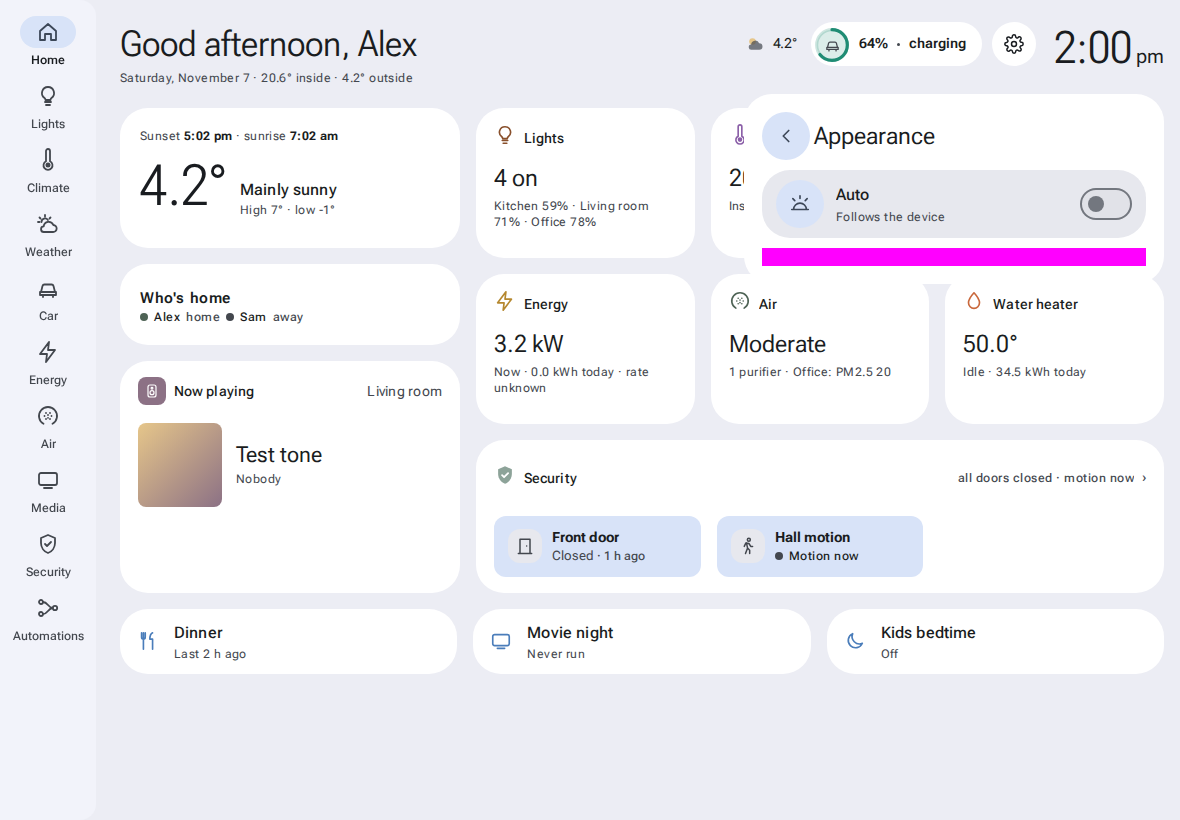 Home
Lights
Climate
Weather
Car
Energy
Air
Media
Security
Automations
Good afternoon, Alex
Saturday, November 7 · 20.6° inside · 4.2° outside
4.2°
64% · charging
2:00 pm
Sunset 5:02 pm · sunrise 7:02 am
4.2°
Mainly sunny
High 7° · low -1°
Lights
4 on
Kitchen 59% · Living room
71% · Office 78%
Appearance
Auto
Follows the device
Who's home
Alex home Sam away
Energy
3.2 kW
Now · 0.0 kWh today · rate
unknown
Air
Moderate
1 purifier · Office: PM2.5 20
Water heater
50.0°
Idle · 34.5 kWh today
Now playing
Living room
Test tone
Nobody
Security
all doors closed · motion now ›
Front door
Closed · 1 h ago
Hall motion
Motion now
Dinner
Last 2 h ago
Movie night
Never run
Kids bedtime
Off